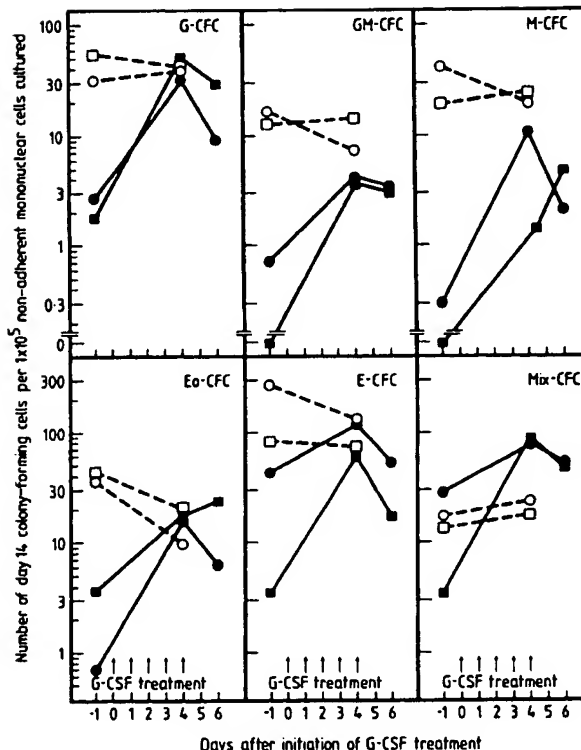 G-CFC
GM-CFC
M-CFC
100
30
10
3
1
0·3
0
Eo-CFC
E-CFC
Mix-CFC
300
100
30
10
3
1
G-CSF treatment
G-CSF treatment
G-CSF treatment
-1 0 1 2 3 4 5 6
-1 0 1 2 3 4 5 6
-1 0 1 2 3 4 5 6
Days after initiation of G-CSF treatment
Number of day 14 colony-forming cells per 1x10⁵ non-adherent mononuclear cells cultured